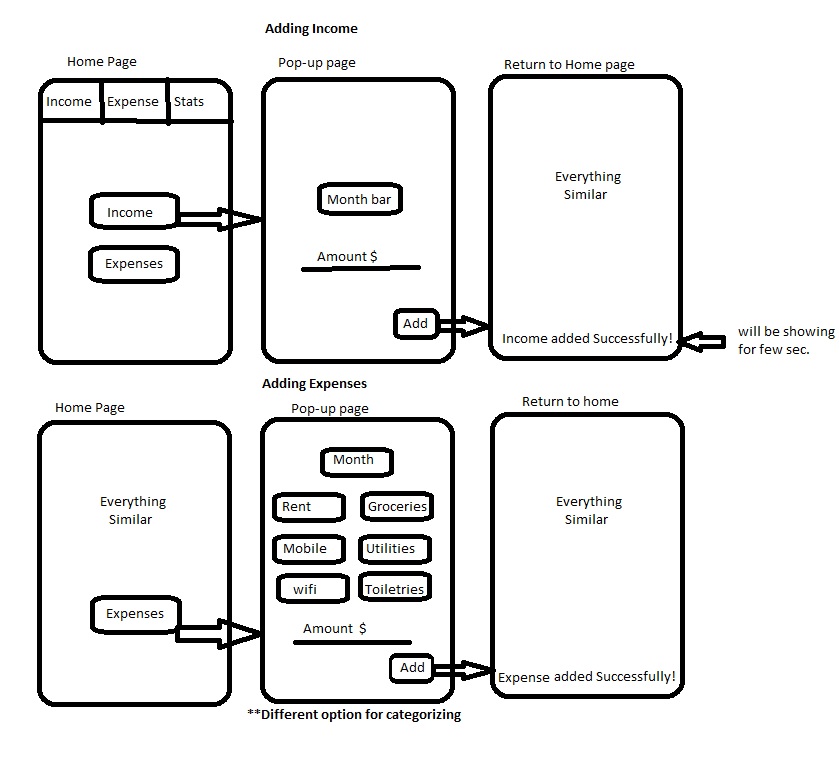 Adding Income
Home Page
Pop-up page
Return to Home page
Income
Expense
Stats
Income
Expenses
Month bar
Amount $
Add
Everything
Similar
Income added Successfully!
will be showing
for few sec.
Adding Expenses
Home Page
Pop-up page
Return to home
Everything
Similar
Expenses
Month
Rent
Groceries
Mobile
Utilities
wifi
Toiletries
Amount $
Add
Everything
Similar
Expense added Successfully!
**Different option for categorizing